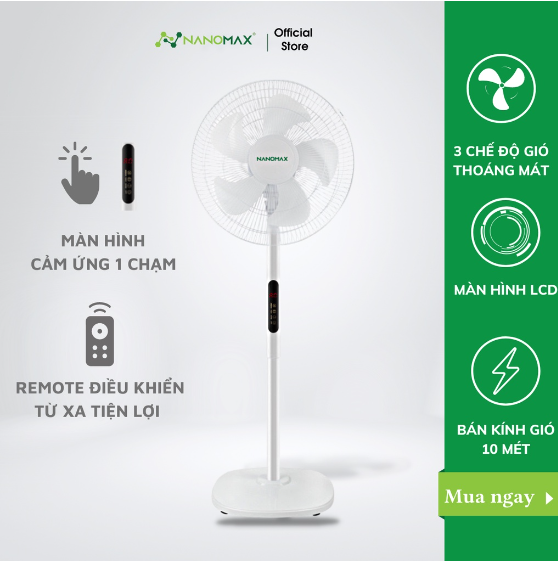 NANOMAX®
Official
Store
NANOMAX
MÀN HÌNH
CẢM ỨNG 1 CHẠM
REMOTE ĐIỀU KHIỂN
TỪ XA TIỆN LỢI
3 CHẾ ĐỘ GIÓ
THOÁNG MÁT
MÀN HÌNH LCD
BÁN KÍNH GIÓ
10 MÉT
Mua ngay